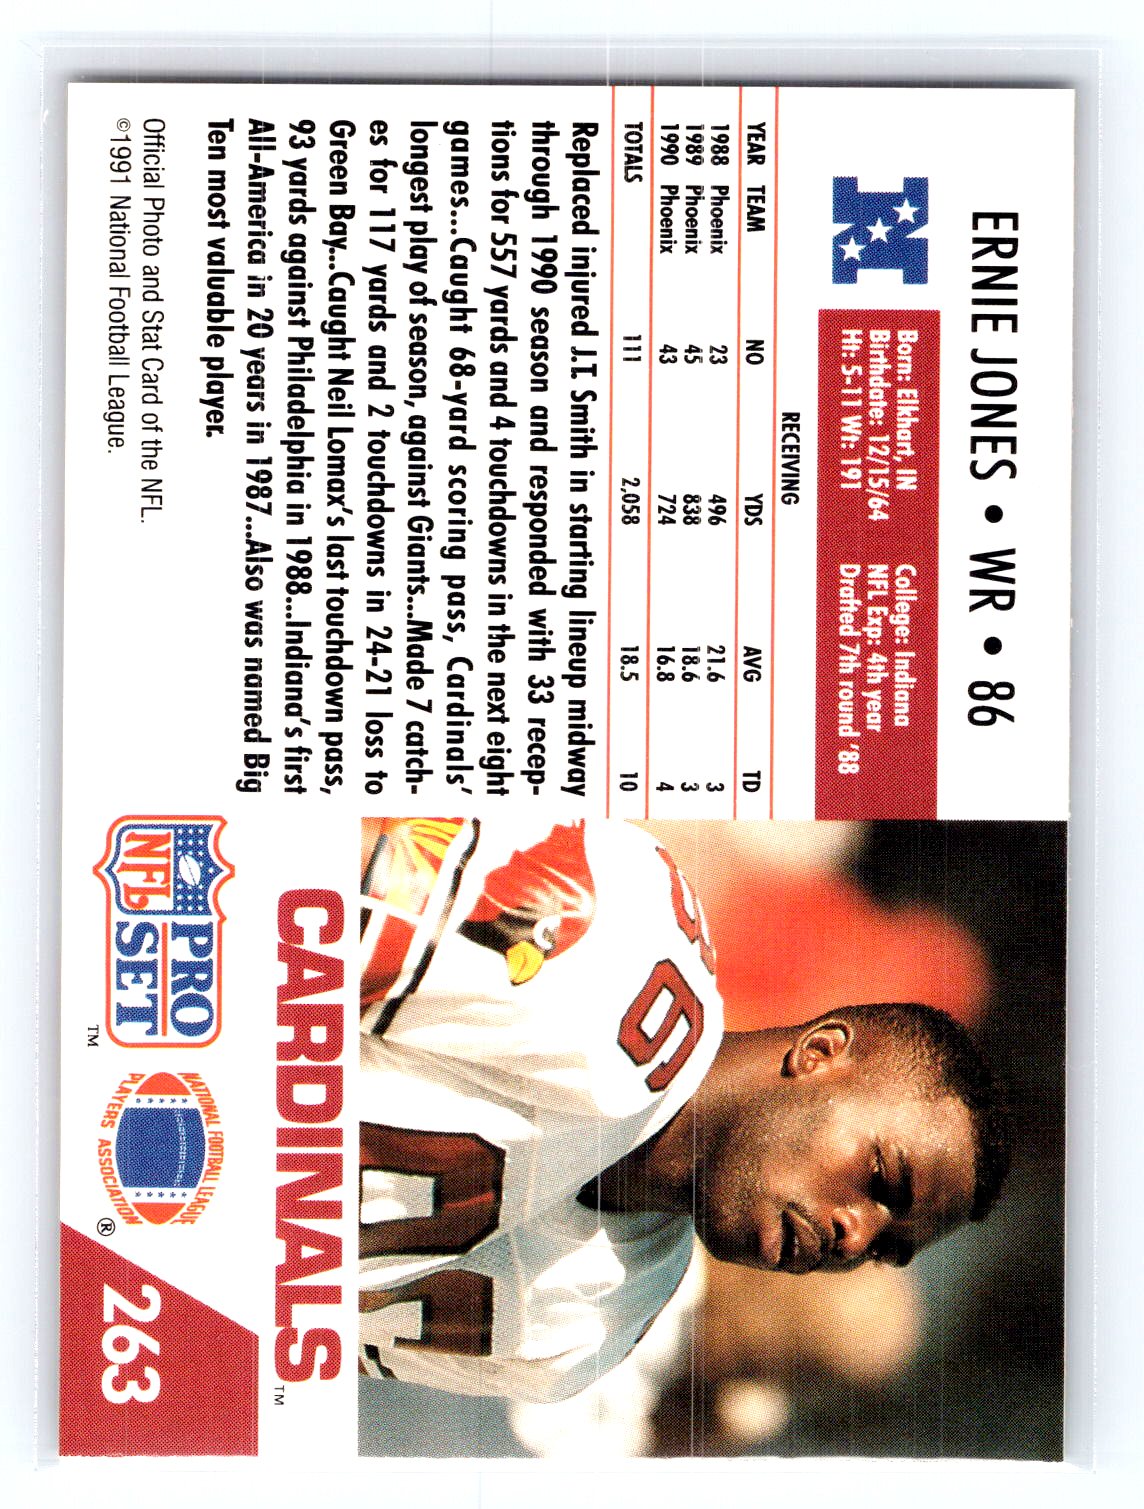 ERNIE JONES • WR • 86
Born: Elkhart, IN College: Indiana
Birthdate: 12/15/64 NFL Exp: 4th year
Ht: 5-11 Wt: 191 Drafted 7th round '88
RECEIVING
YEAR TEAM NO YDS AVG TD
1988 Phoenix 23 496 21.6 3
1989 Phoenix 45 838 18.6 3
1990 Phoenix 43 724 16.8 4
TOTALS 111 2,058 18.5 10
Replaced injured J.T. Smith in starting lineup midway
through 1990 season and responded with 33 recep-
tions for 557 yards and 4 touchdowns in the next eight
games...Caught 68-yard scoring pass, Cardinals'
longest play of season, against Giants...Made 7 catch-
es for 117 yards and 2 touchdowns in 24-21 loss to
Green Bay...Caught Neil Lomax's last touchdown pass,
93 yards against Philadelphia in 1988...Indiana's first
All-America in 20 years in 1987...Also was named Big
Ten most valuable player.
Official Photo and Stat Card of the NFL.
©1991 National Football League.
86
CARDINALS™
NFL
PRO
SET
™
NATIONAL FOOTBALL LEAGUE
PLAYERS ASSOCIATION
®
263